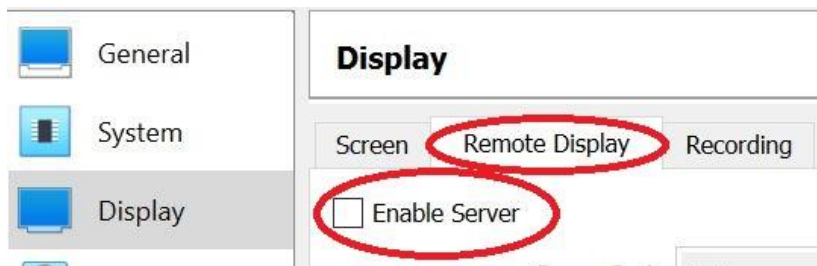 General
System
Display
Display
Screen Remote Display Recording
Enable Server